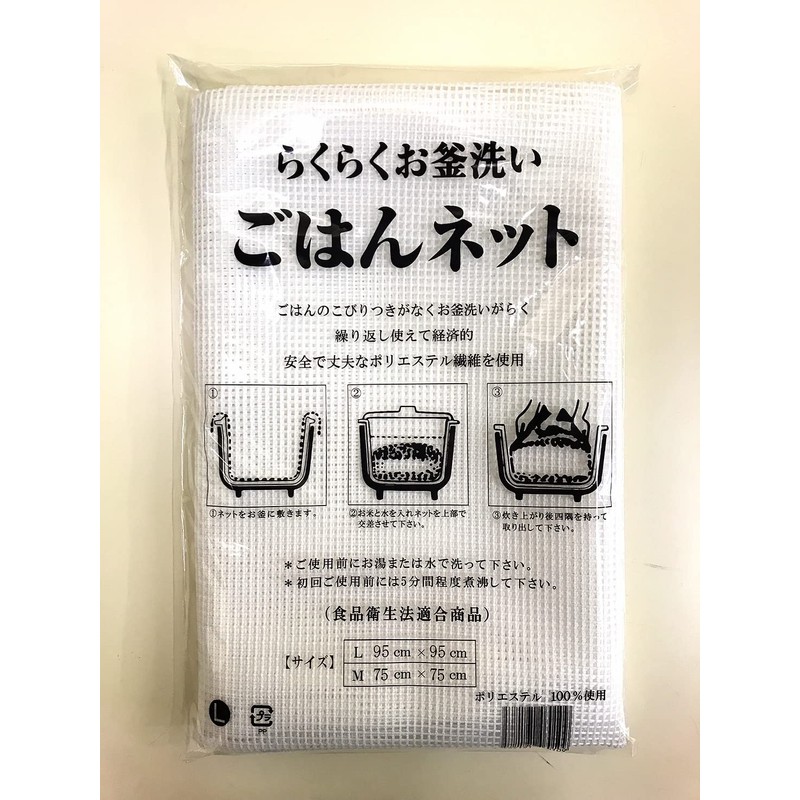 らくらくお釜洗い
ごはんネット
ごはんのこびりつきがなくお釜洗いがらく
繰り返し使えて経済的
安全で丈夫なポリエステル繊維を使用
①
②
③
①ネットをお釜に敷きます。
②お米と水を入れネットを上部で
交差させて下さい。
③炊き上がり後四隅を持って
取り出して下さい。
＊ご使用前にお湯または水で洗って下さい。
＊初回ご使用前には5分間程度煮沸して下さい。
（食品衛生法適合商品）
【サイズ】
L 95 cm × 95 cm
M 75 cm × 75 cm
ポリエステル 100％使用
L
プラ
PP